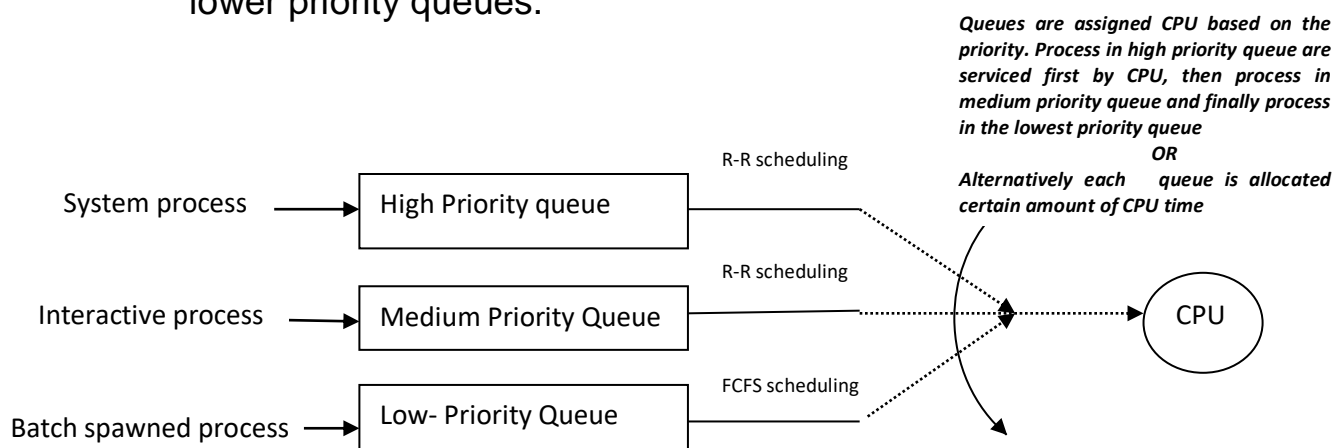 lower priority queues.
Queues are assigned CPU based on the
priority. Process in high priority queue are
serviced first by CPU, then process in
medium priority queue and finally process
in the lowest priority queue
OR
Alternatively each queue is allocated
certain amount of CPU time
R-R scheduling
System process
High Priority queue
R-R scheduling
Interactive process
Medium Priority Queue
CPU
FCFS scheduling
Batch spawned process
Low- Priority Queue